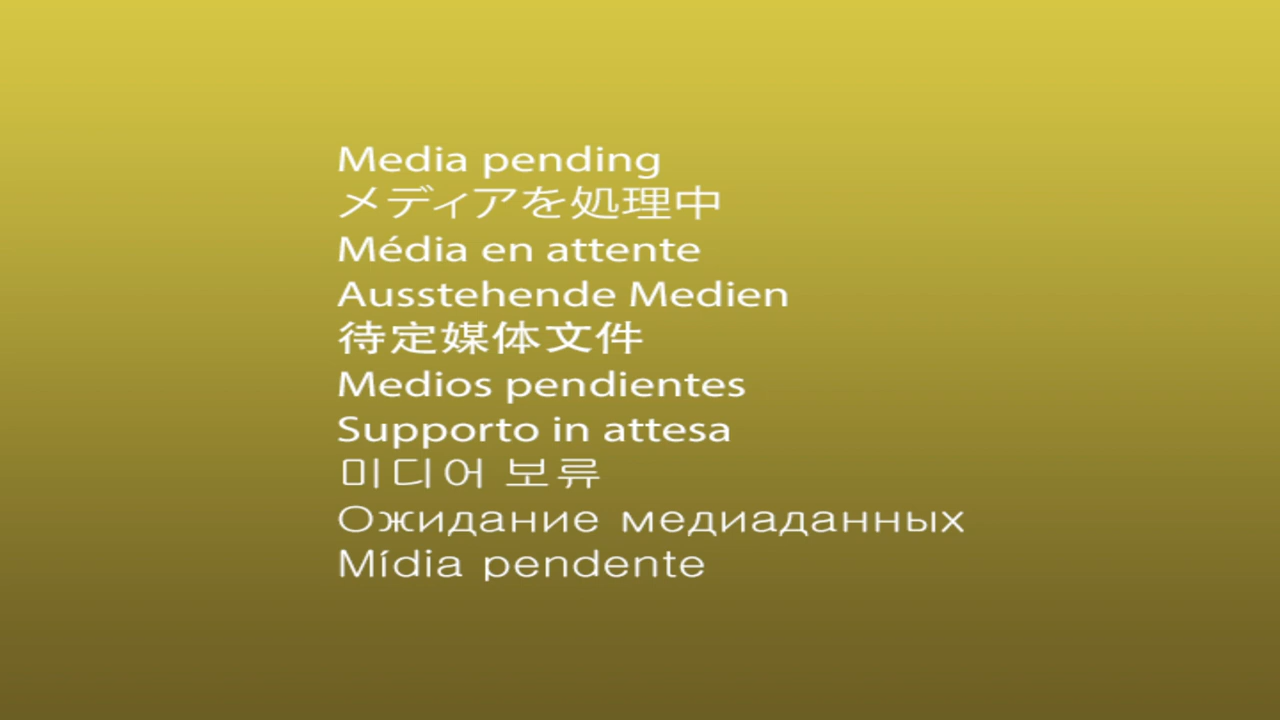 Media pending
メディアを処理中
Média en attente
Ausstehende Medien
待定媒体文件
Medios pendientes
Supporto in attesa
미디어 보류
Ожидание медиаданных
Mídia pendente